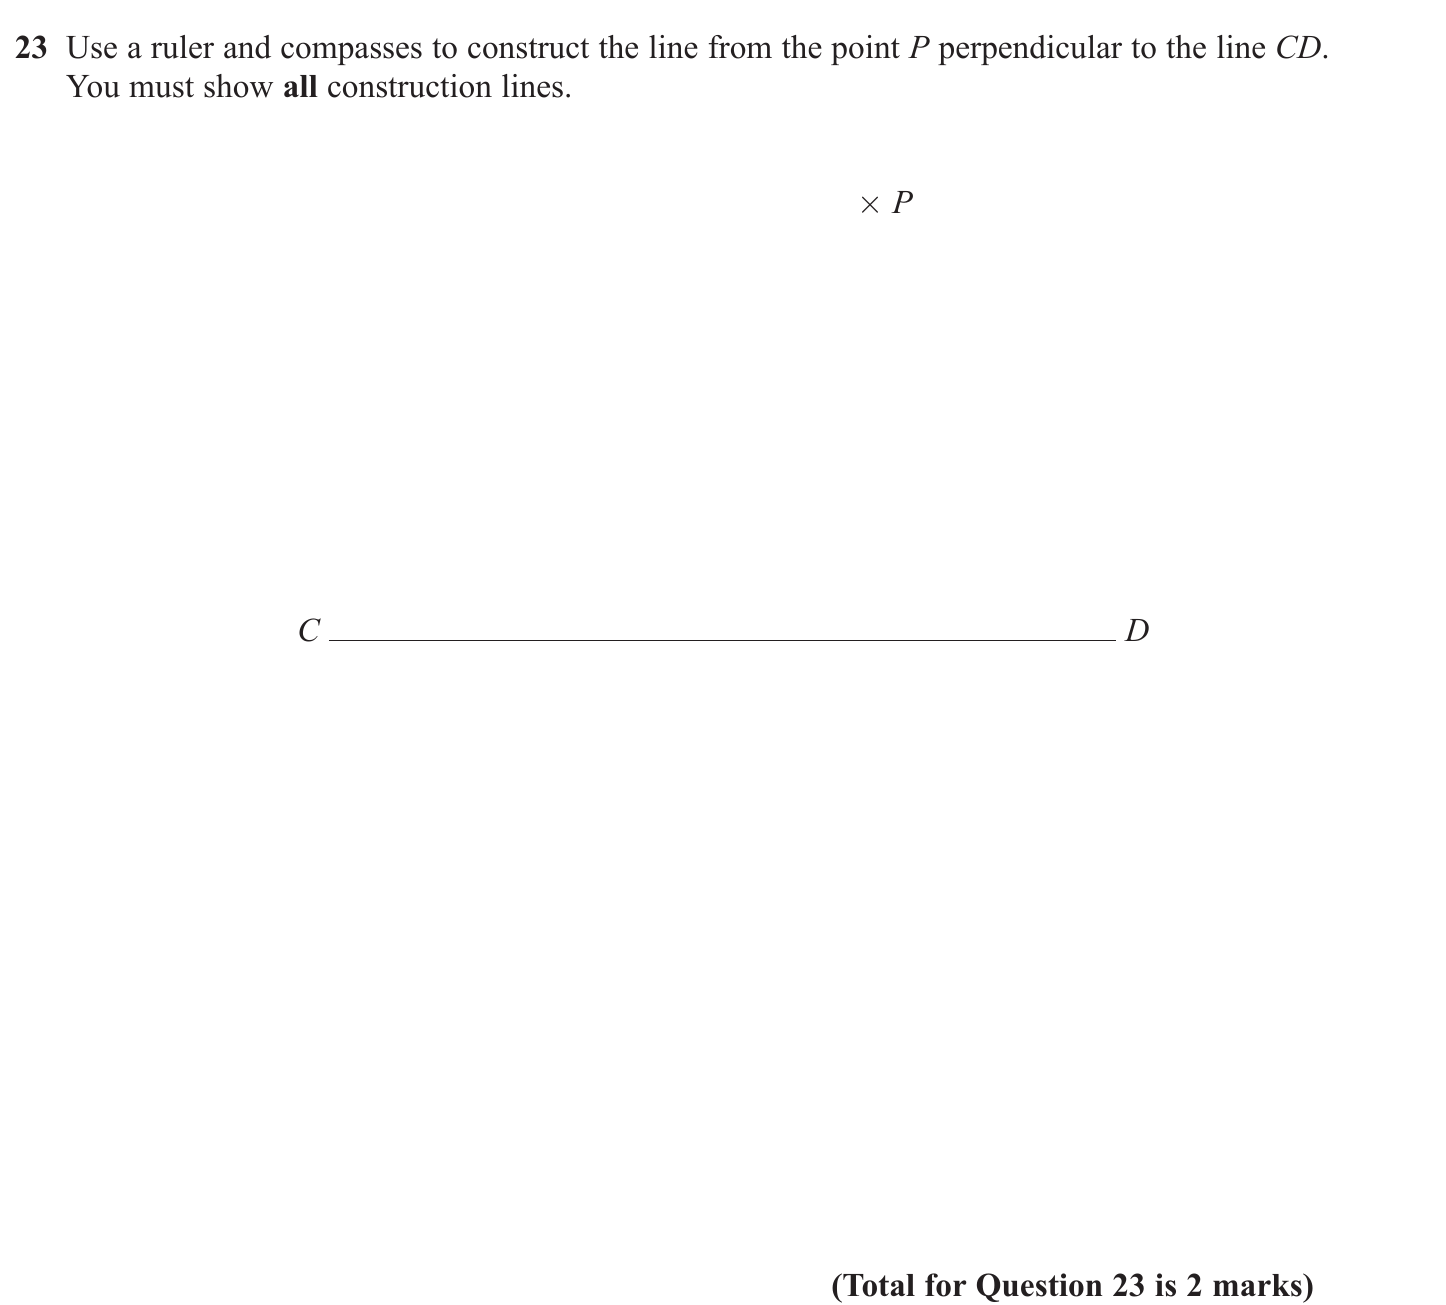 23 Use a ruler and compasses to construct the line from the point P perpendicular to the line CD.
You must show all construction lines.
× P
C D
(Total for Question 23 is 2 marks)